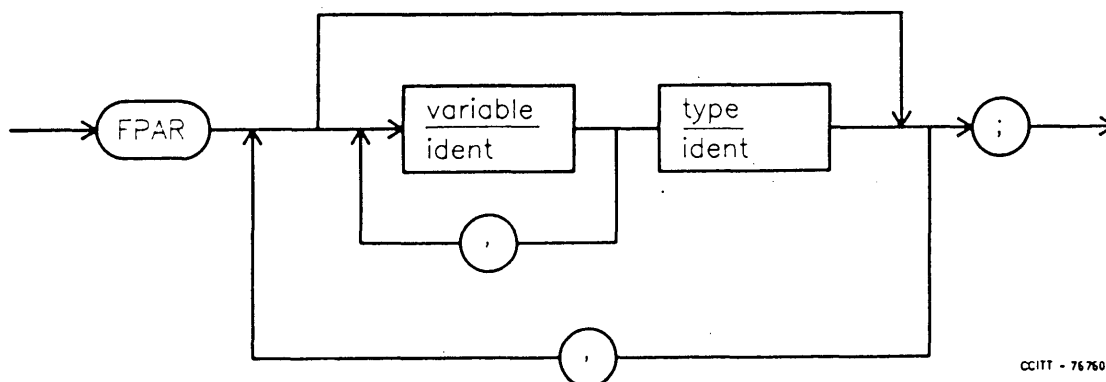 FPAR
variable
ident
type
ident
;
,
,
CCITT - 76760